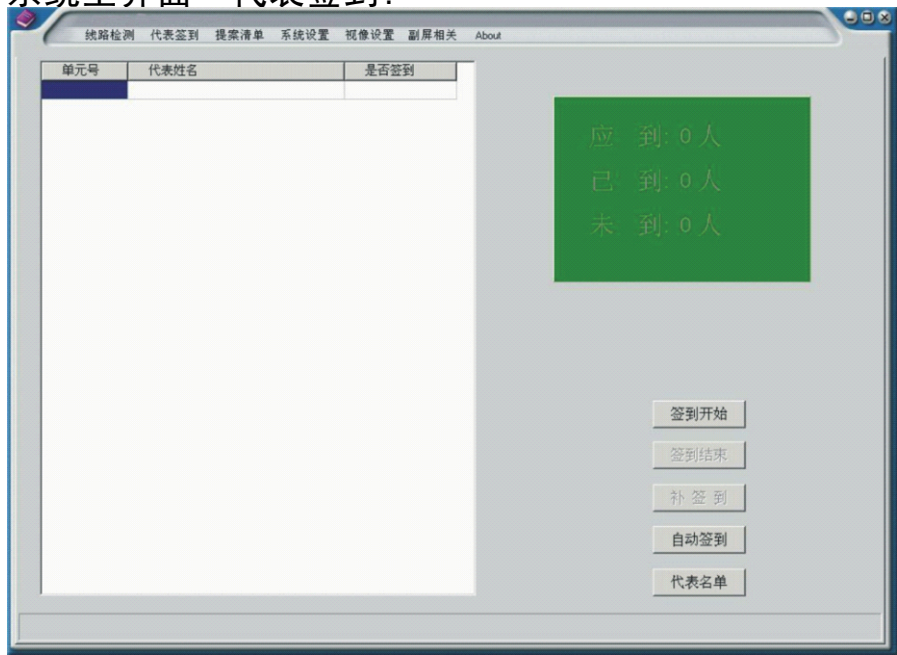 系统主界面 代表签到:
线路检测 代表签到 提案清单 系统设置 视像设置 副屏相关 About
单元号 代表姓名 是否签到
应 到: 0 人
已 到: 0 人
未 到: 0 人
签到开始
签到结束
补 签 到
自动签到
代表名单